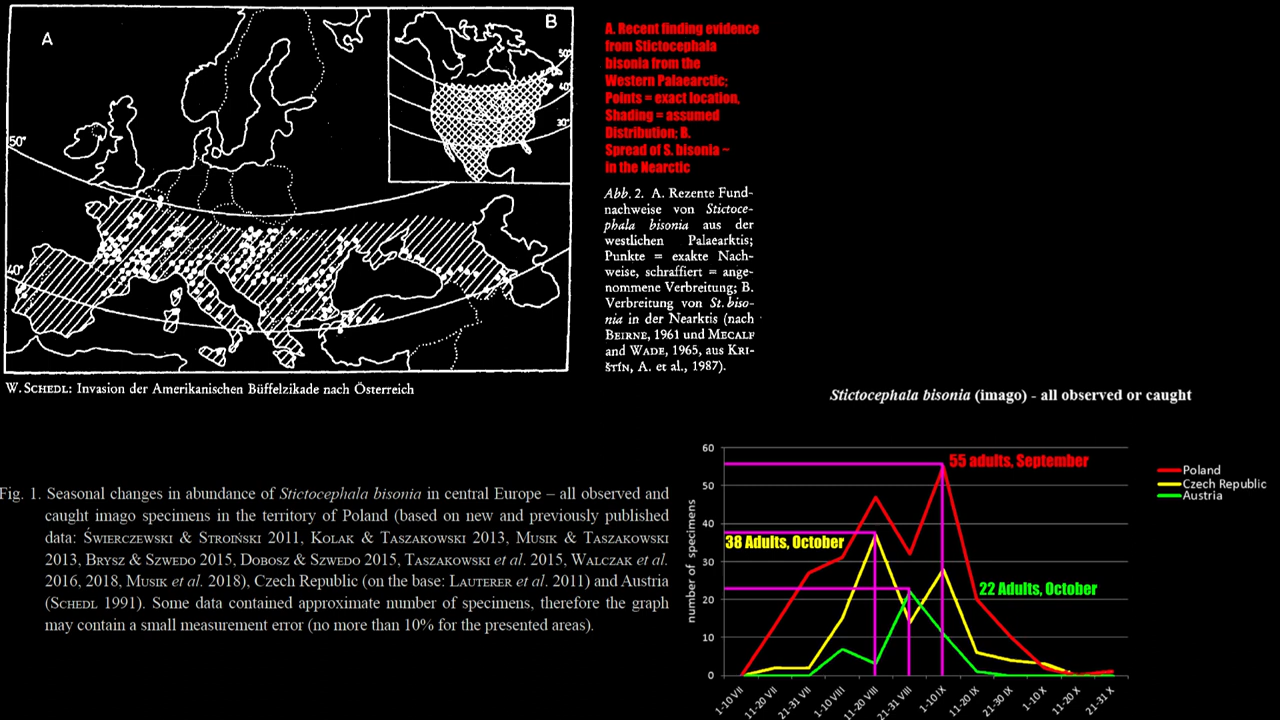 A
B
50°
40°
30°
50°
40°
A. Recent finding evidence
from Stictocephala
bisonia from the
Western Palaearctic;
Points = exact location,
Shading = assumed
Distribution; B.
Spread of S. bisonia ~
in the Nearctic
Abb. 2. A. Rezente Fund-
nachweise von Stictoce-
phala bisonia aus der
westlichen Palaearktis;
Punkte = exakte Nach-
weise, schraffiert = ange-
nommene Verbreitung; B.
Verbreitung von St. biso-
nia in der Nearktis (nach
BEIRNE, 1961 und MECALF
and WADE, 1965, aus KRI-
ŠTÍN, A. et al., 1987).
W. SCHEDL: Invasion der Amerikanischen Büffelzikade nach Österreich
Stictocephala bisonia (imago) - all observed or caught
Fig. 1. Seasonal changes in abundance of Stictocephala bisonia in central Europe – all observed and
caught imago specimens in the territory of Poland (based on new and previously published
data: ŚWIERCZEWSKI & STROIŃSKI 2011, KOLAK & TASZAKOWSKI 2013, MUSIK & TASZAKOWSKI
2013, BRYSZ & SZWEDO 2015, DOBOSZ & SZWEDO 2015, TASZAKOWSKI et al. 2015, WALCZAK et al.
2016, 2018, MUSIK et al. 2018), Czech Republic (on the base: LAUTERER et al. 2011) and Austria
(SCHEDL 1991). Some data contained approximate number of specimens, therefore the graph
may contain a small measurement error (no more than 10% for the presented areas).
number of specimens
60
50
40
30
20
10
0
55 adults, September
38 Adults, October
22 Adults, October
Poland
Czech Republic
Austria
1-10 VII
11-20 VII
21-31 VII
1-10 VIII
11-20 VIII
21-31 VIII
1-10 IX
11-20 IX
21-30 IX
1-10 X
11-20 X
21-31 X